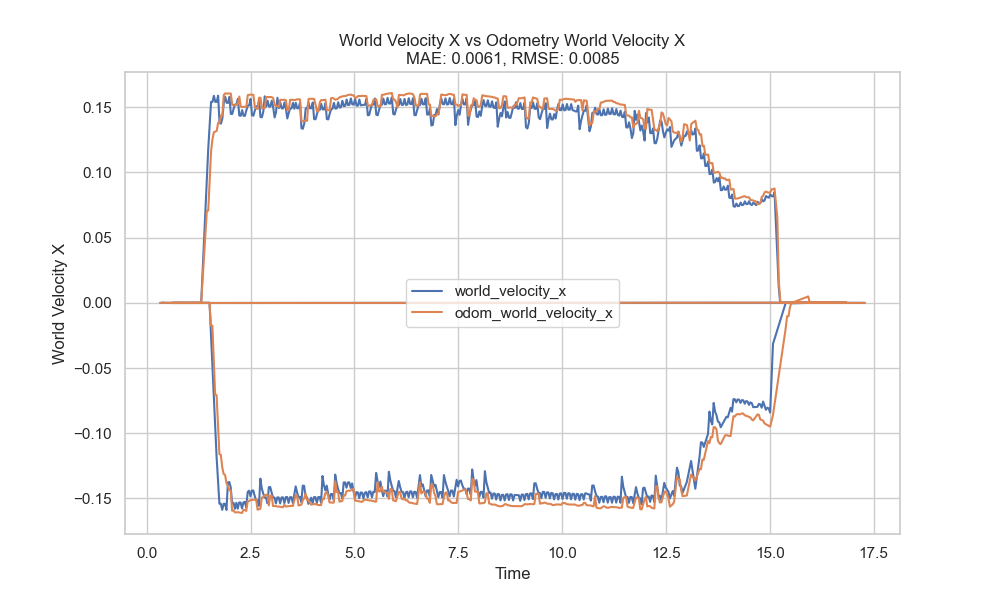 World Velocity X vs Odometry World Velocity X
MAE: 0.0061, RMSE: 0.0085
World Velocity X
0.15
0.10
0.05
0.00
−0.05
−0.10
−0.15
world_velocity_x
odom_world_velocity_x
0.0 2.5 5.0 7.5 10.0 12.5 15.0 17.5
Time